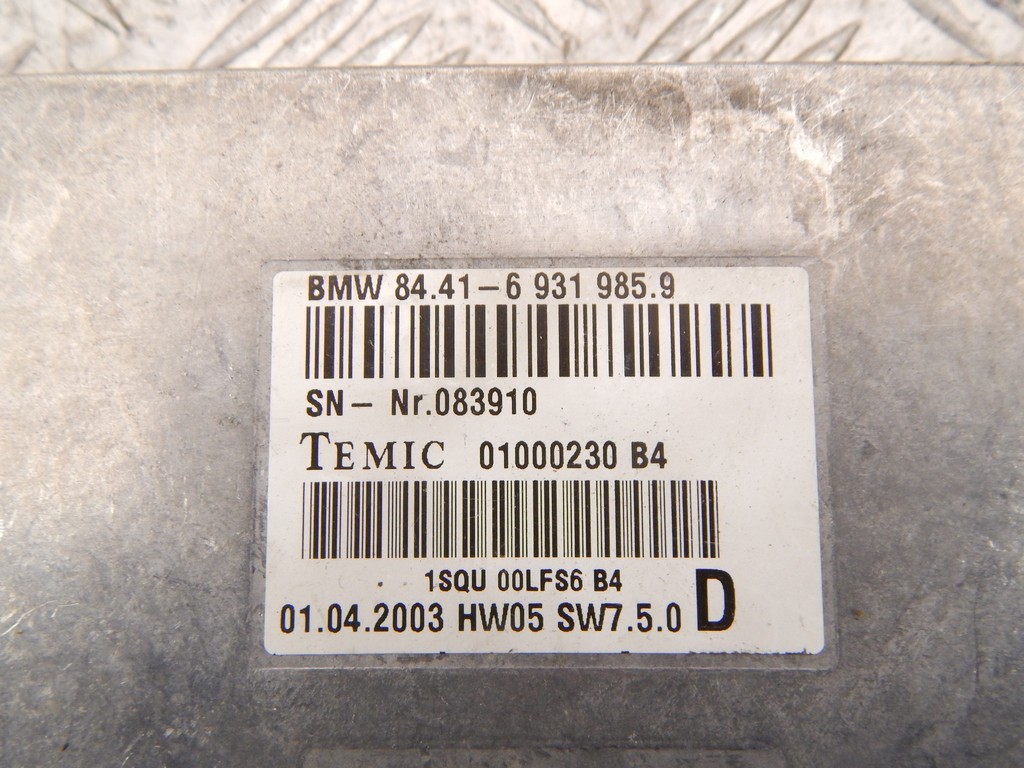 BMW 84.41-6 931 985.9
SN- Nr.083910
TEMIC 01000230 B4
1SQU 00LFS6 B4
01.04.2003 HW05 SW7.5.0 D